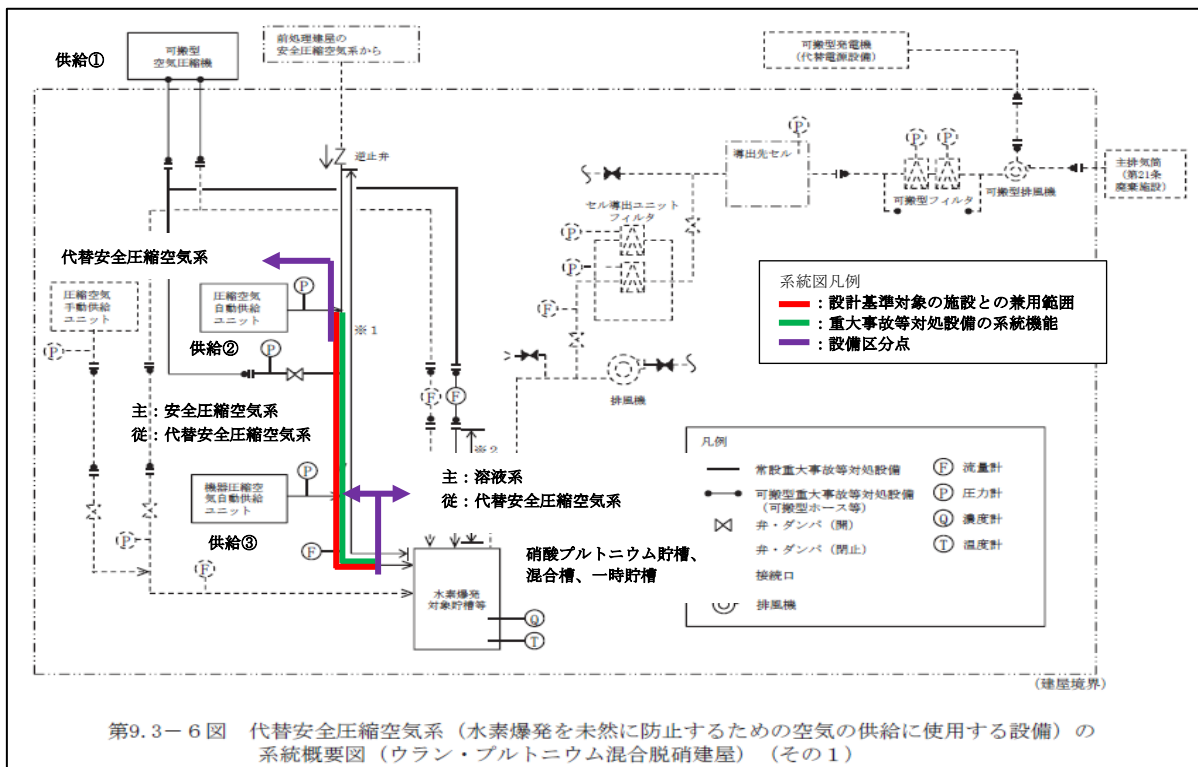 供給①
可搬型
空気圧縮機
前処理建屋の
安全圧縮空気系から
可搬型発電機
(代替電源設備)
逆止弁
P
導出先セル
P
P
可搬型フィルタ
可搬型排風機
主排気筒
(第21条
廃棄施設)
セル導出ユニット
フィルタ
P
P
F
代替安全圧縮空気系
圧縮空気
手動供給
ユニット
圧縮空気
自動供給
ユニット
P
※1
供給②
P
P
F
F
排風機
系統図凡例
:設計基準対象の施設との兼用範囲
:重大事故等対処設備の系統機能
:設備区分点
主:安全圧縮空気系
従:代替安全圧縮空気系
※2
主:溶液系
従:代替安全圧縮空気系
機器圧縮空
気自動供給
ユニット
P
供給③
P
F
F
硝酸プルトニウム貯槽、
混合槽、一時貯槽
水素爆発
対象貯槽等
Q
T
凡例
常設重大事故等対処設備
可搬型重大事故等対処設備
(可搬型ホース等)
弁・ダンパ(開)
弁・ダンパ(閉止)
接続口
排風機
F 流量計
P 圧力計
Q 濃度計
T 温度計
(建屋境界)
第9.3-6図 代替安全圧縮空気系(水素爆発を未然に防止するための空気の供給に使用する設備)の
系統概要図(ウラン・プルトニウム混合脱硝建屋)(その1)